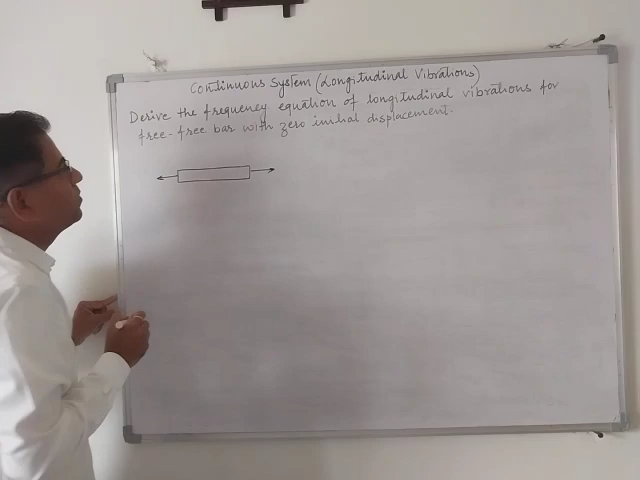 Continuous System (Longitudinal Vibrations)
Derive the frequency equation of longitudinal vibrations for
free-free bar with zero initial displacement.